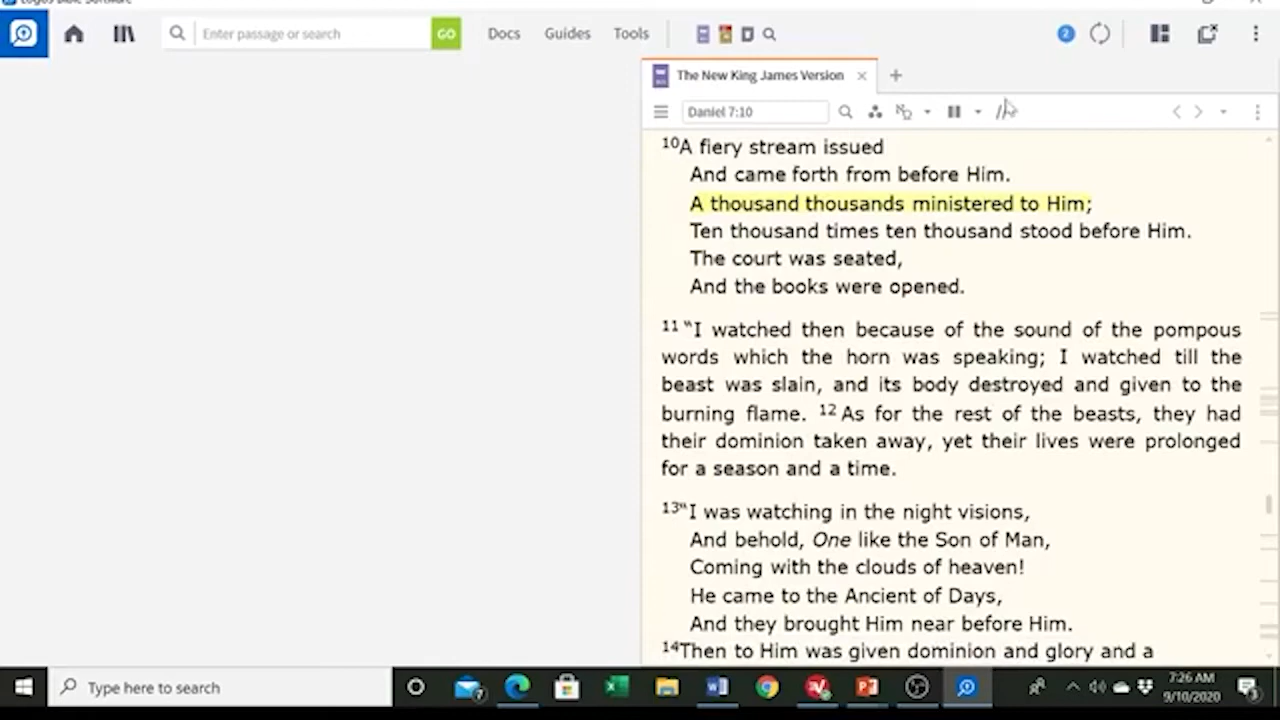 Logos Bible Software
Enter passage or search
GO
Docs
Guides
Tools
2
The New King James Version
Daniel 7:10
10A fiery stream issued
And came forth from before Him.
A thousand thousands ministered to Him;
Ten thousand times ten thousand stood before Him.
The court was seated,
And the books were opened.
11 “I watched then because of the sound of the pompous
words which the horn was speaking; I watched till the
beast was slain, and its body destroyed and given to the
burning flame. 12 As for the rest of the beasts, they had
their dominion taken away, yet their lives were prolonged
for a season and a time.
13“I was watching in the night visions,
And behold, One like the Son of Man,
Coming with the clouds of heaven!
He came to the Ancient of Days,
And they brought Him near before Him.
14Then to Him was given dominion and glory and a
Type here to search
7:26 AM
9/10/2020